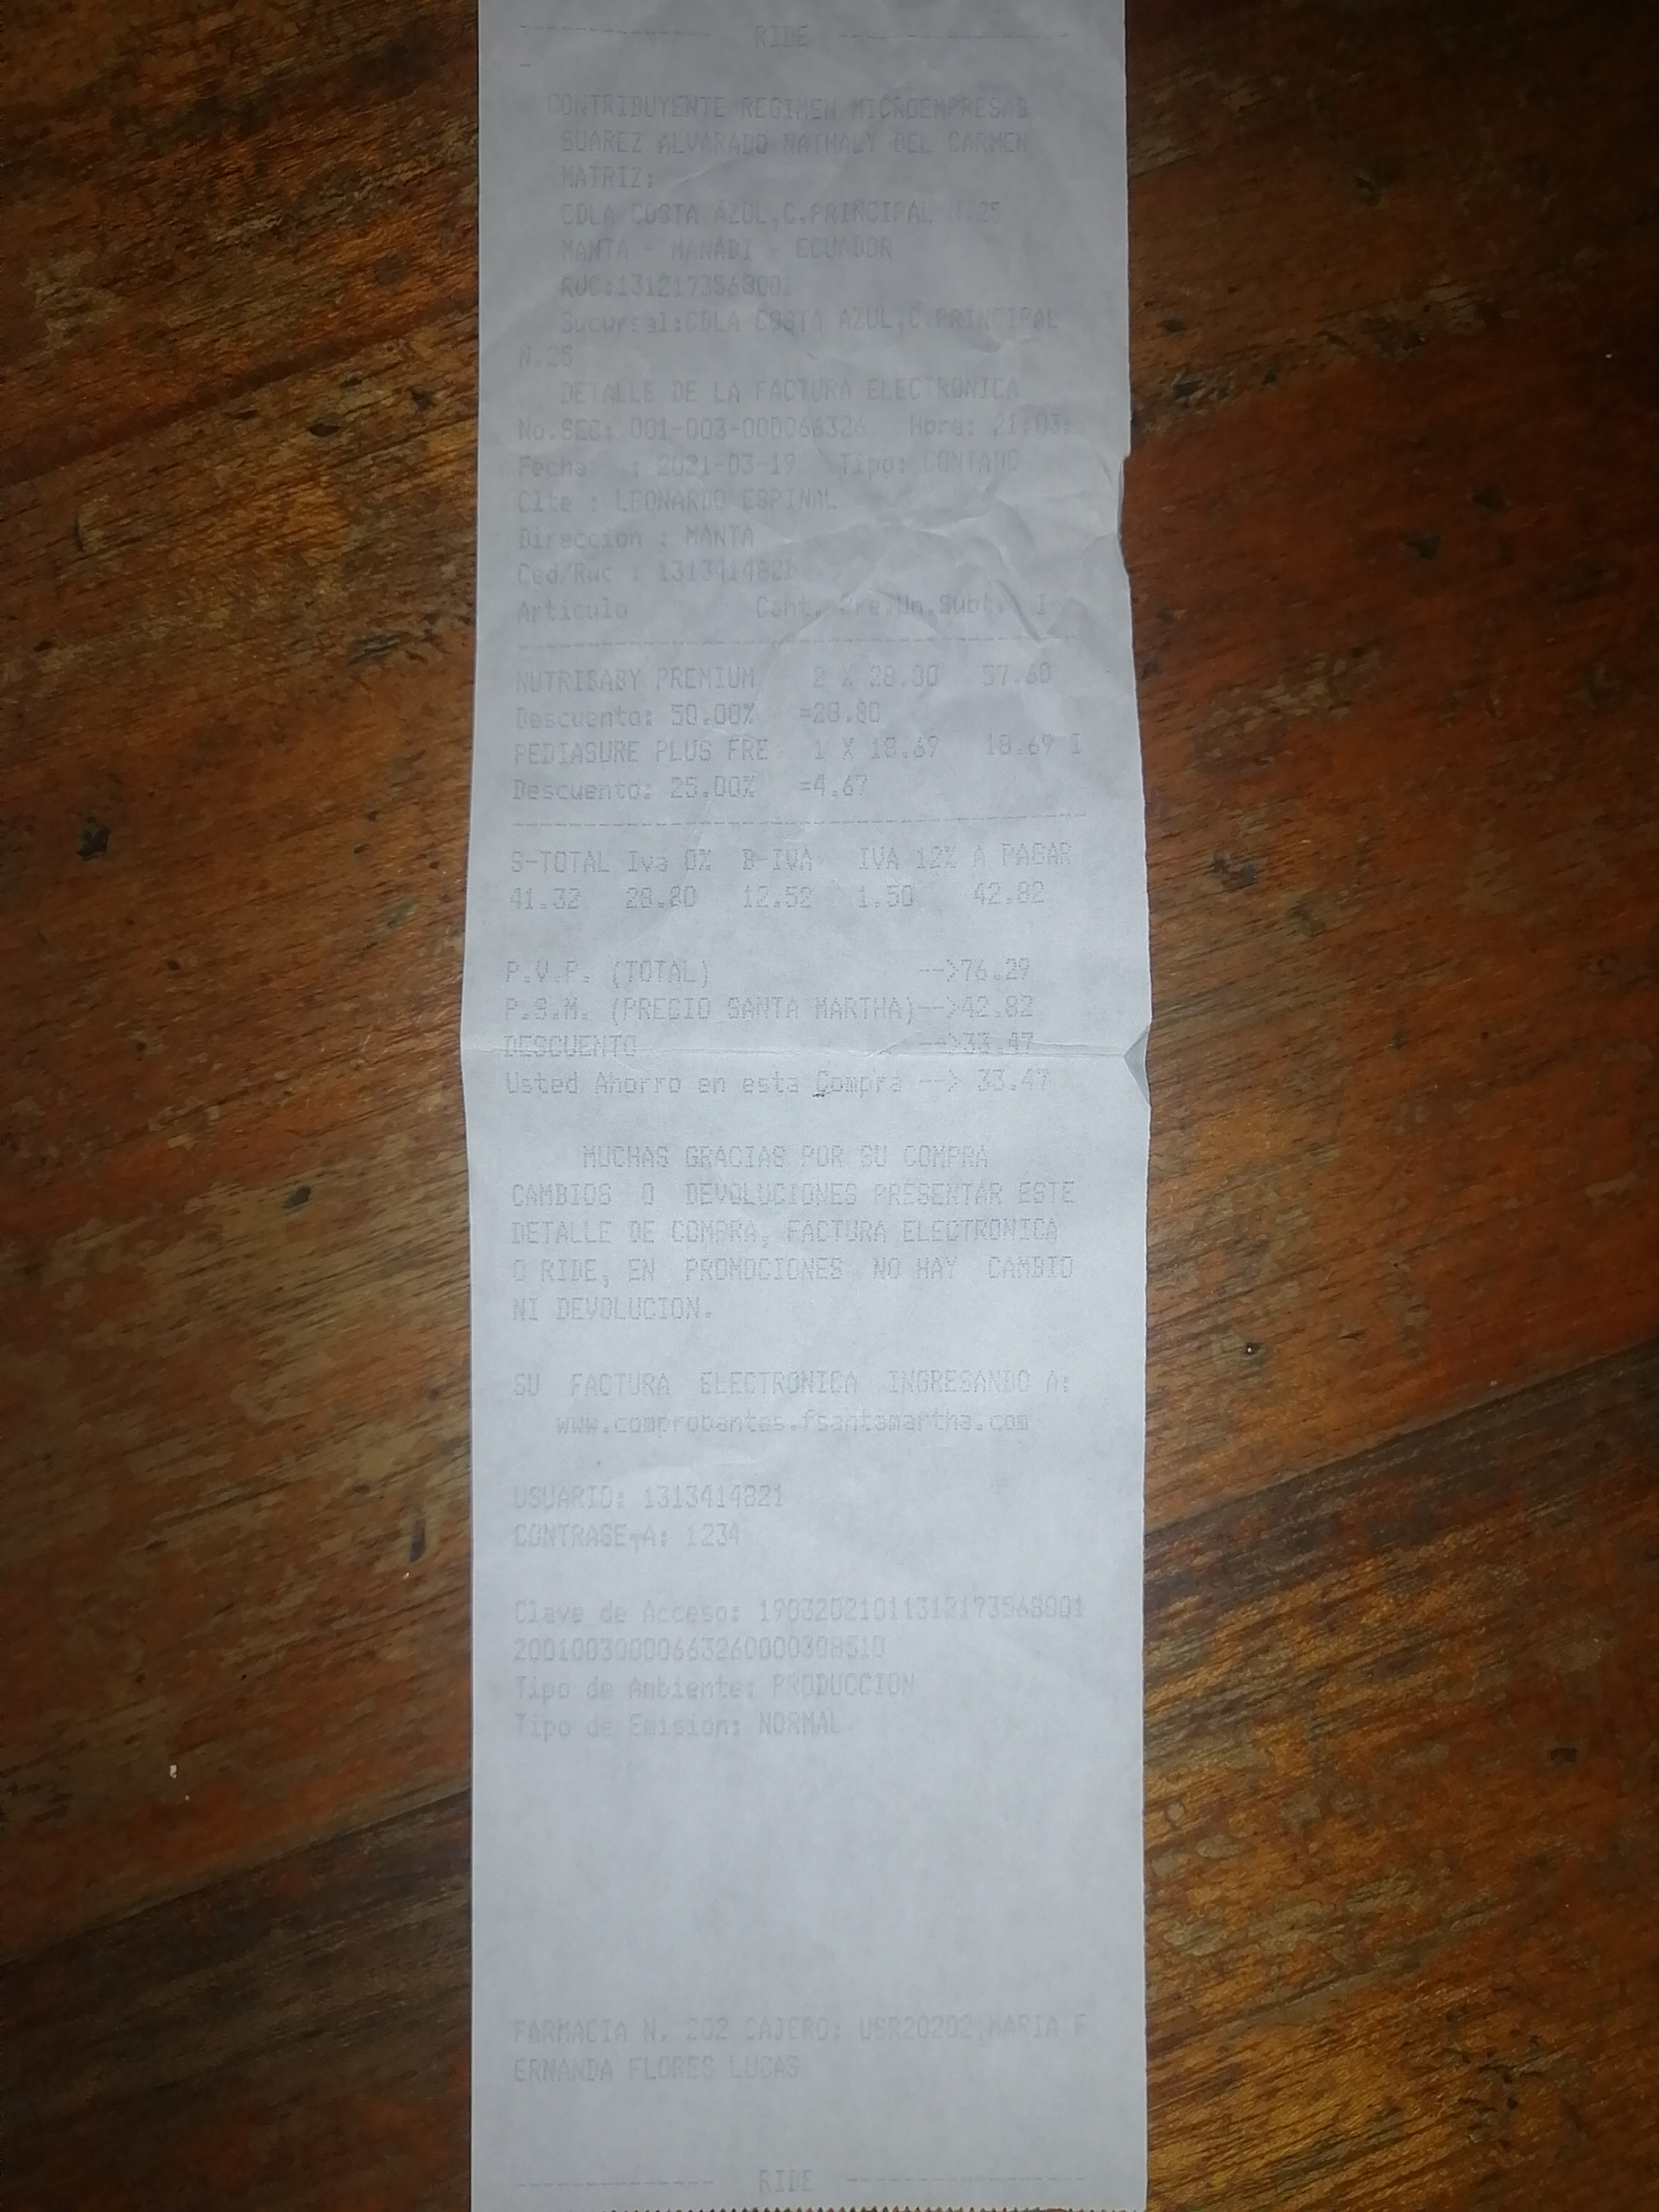 -------------- RIDE -----------------
-
CONTRIBUYENTE REGIMEN MICROEMPRESAS
SUAREZ ALVARADO NATHALY DEL CARMEN
MATRIZ:
CDLA COSTA AZUL,C.PRINCIPAL N.25
MANTA - MANABI - ECUADOR
RUC:1312173568001
Sucursal:CDLA COSTA AZUL,C.PRINCIPAL
N.25
DETALLE DE LA FACTURA ELECTRONICA
No.SEC: 001-003-000066326 Hora: 21:03:
Fecha : 2021-03-19 Tipo: CONTADO
Clte : LEONARDO ESPINAL
Direccion : MANTA
Ced/Ruc : 1313414821
Articulo Cant. Pre.Un.Subt. I
-----------------------------------------
NUTRIBABY PREMIUM 2 X 28.80 57.60
Descuento: 50.00% =28.80
PEDIASURE PLUS FRE 1 X 18.69 18.69 I
Descuento: 25.00% =4.67
-----------------------------------------
S-TOTAL Iva 0% B-IVA IVA 12% A PAGAR
41.32 28.80 12.52 1.50 42.82
P.V.P. (TOTAL) -->76.29
P.S.M. (PRECIO SANTA MARTHA)-->42.82
DESCUENTO -->33.47
Usted Ahorro en esta Compra --> 33.47
MUCHAS GRACIAS POR SU COMPRA
CAMBIOS O DEVOLUCIONES PRESENTAR ESTE
DETALLE DE COMPRA, FACTURA ELECTRONICA
O RIDE, EN PROMOCIONES NO HAY CAMBIO
NI DEVOLUCION.
SU FACTURA ELECTRONICA INGRESANDO A:
www.comprobantes.fsantamartha.com
USUARIO: 1313414821
CONTRASE┬A: 1234
Clave de Acceso: 1903202101131217356800​1
2001003000066326000030851​0
Tipo de Ambiente: PRODUCCION
Tipo de Emision: NORMAL
FARMACIA N. 202 CAJERO: USR20202 MARIA F
ERNANDA FLORES LUCAS
-------------- RIDE -----------------